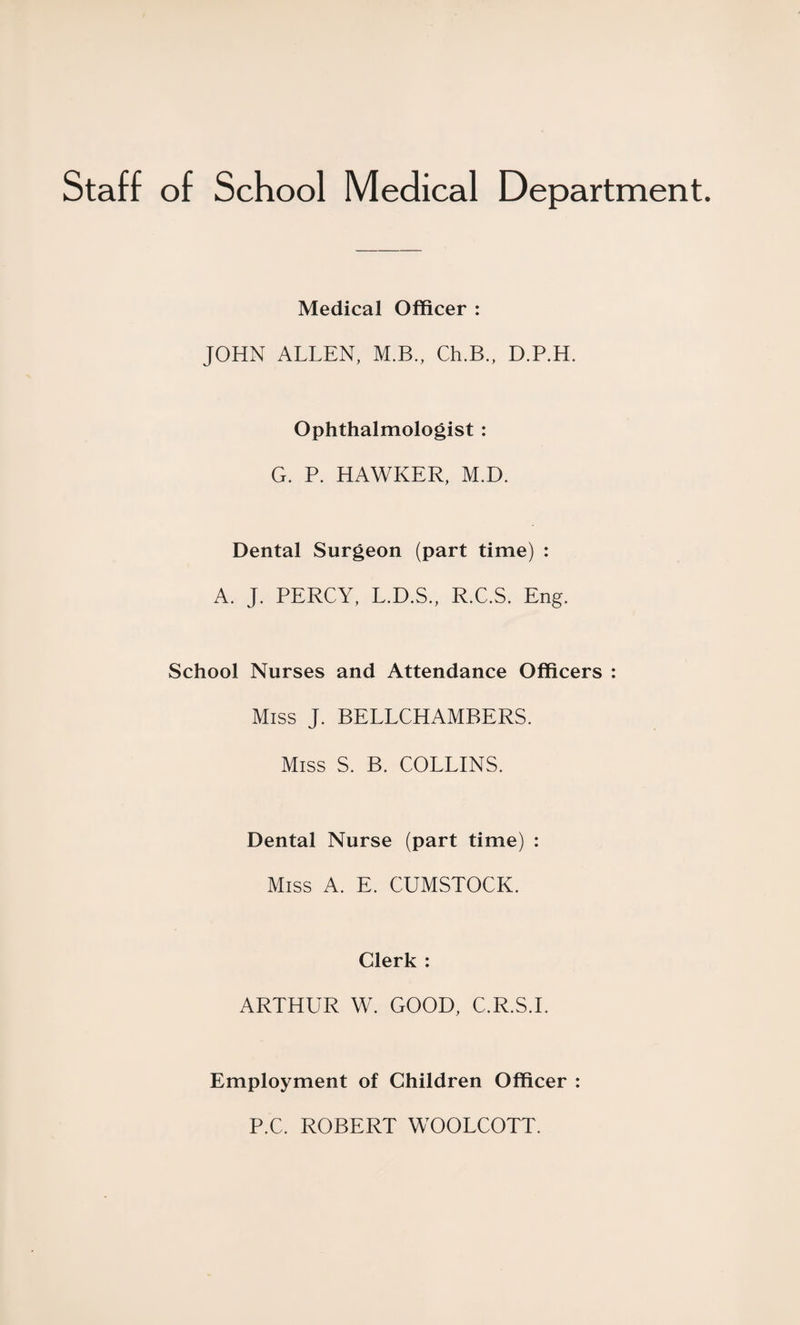 Staff of School Medical Department.
Medical Officer :
JOHN ALLEN, M.B., Ch.B., D.P.H.
Ophthalmologist :
G. P. HAWKER, M.D.
Dental Surgeon (part time) :
A. J. PERCY, L.D.S., R.C.S. Eng.
School Nurses and Attendance Officers :
Miss J. BELLCHAMBERS.
Miss S. B. COLLINS.
Dental Nurse (part time) :
Miss A. E. CUMSTOCK.
Clerk :
ARTHUR W. GOOD, C.R.S.I.
Employment of Children Officer :
P.C. ROBERT WOOLCOTT.